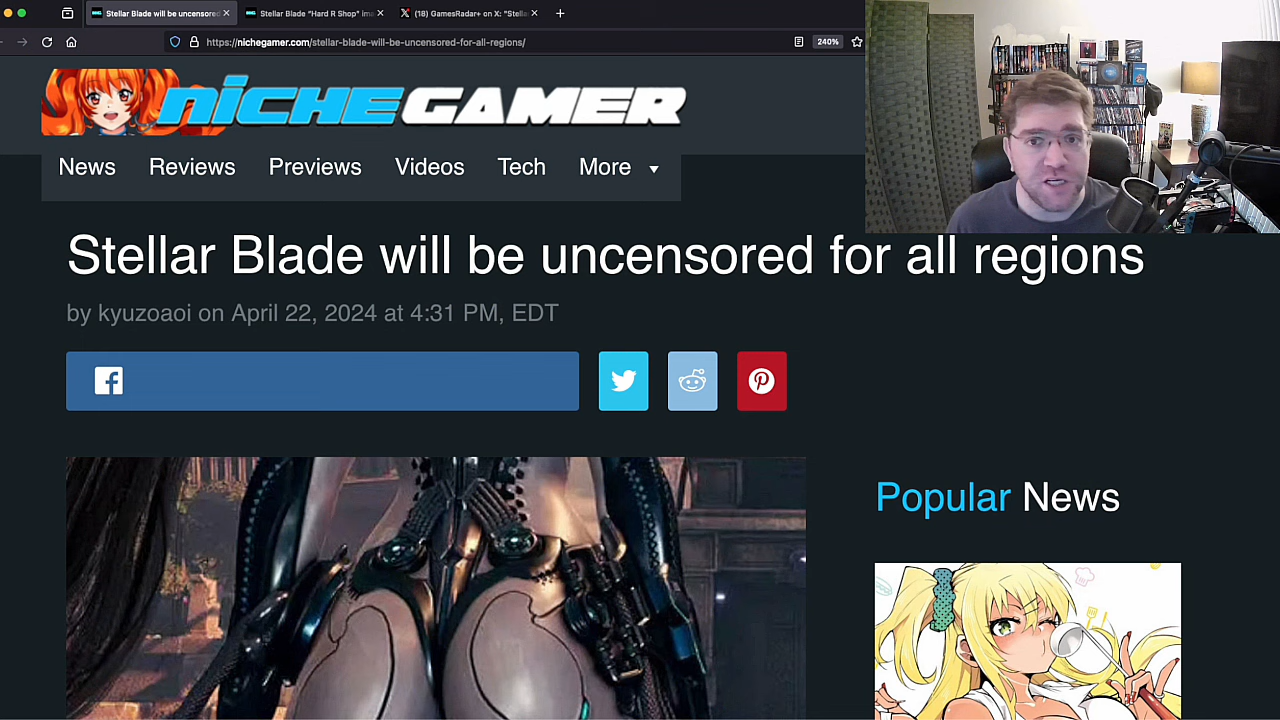 Stellar Blade will be uncensored
Stellar Blade "Hard R Shop" ima
(18) GamesRadar+ on X: "Stella
https://nichegamer.com/stellar-blade-will-be-uncensored-for-all-regions/
240%
NICHEGAMER
News Reviews Previews Videos Tech More
Stellar Blade will be uncensored for all regions
by kyuzoaoi on April 22, 2024 at 4:31 PM, EDT
Popular News